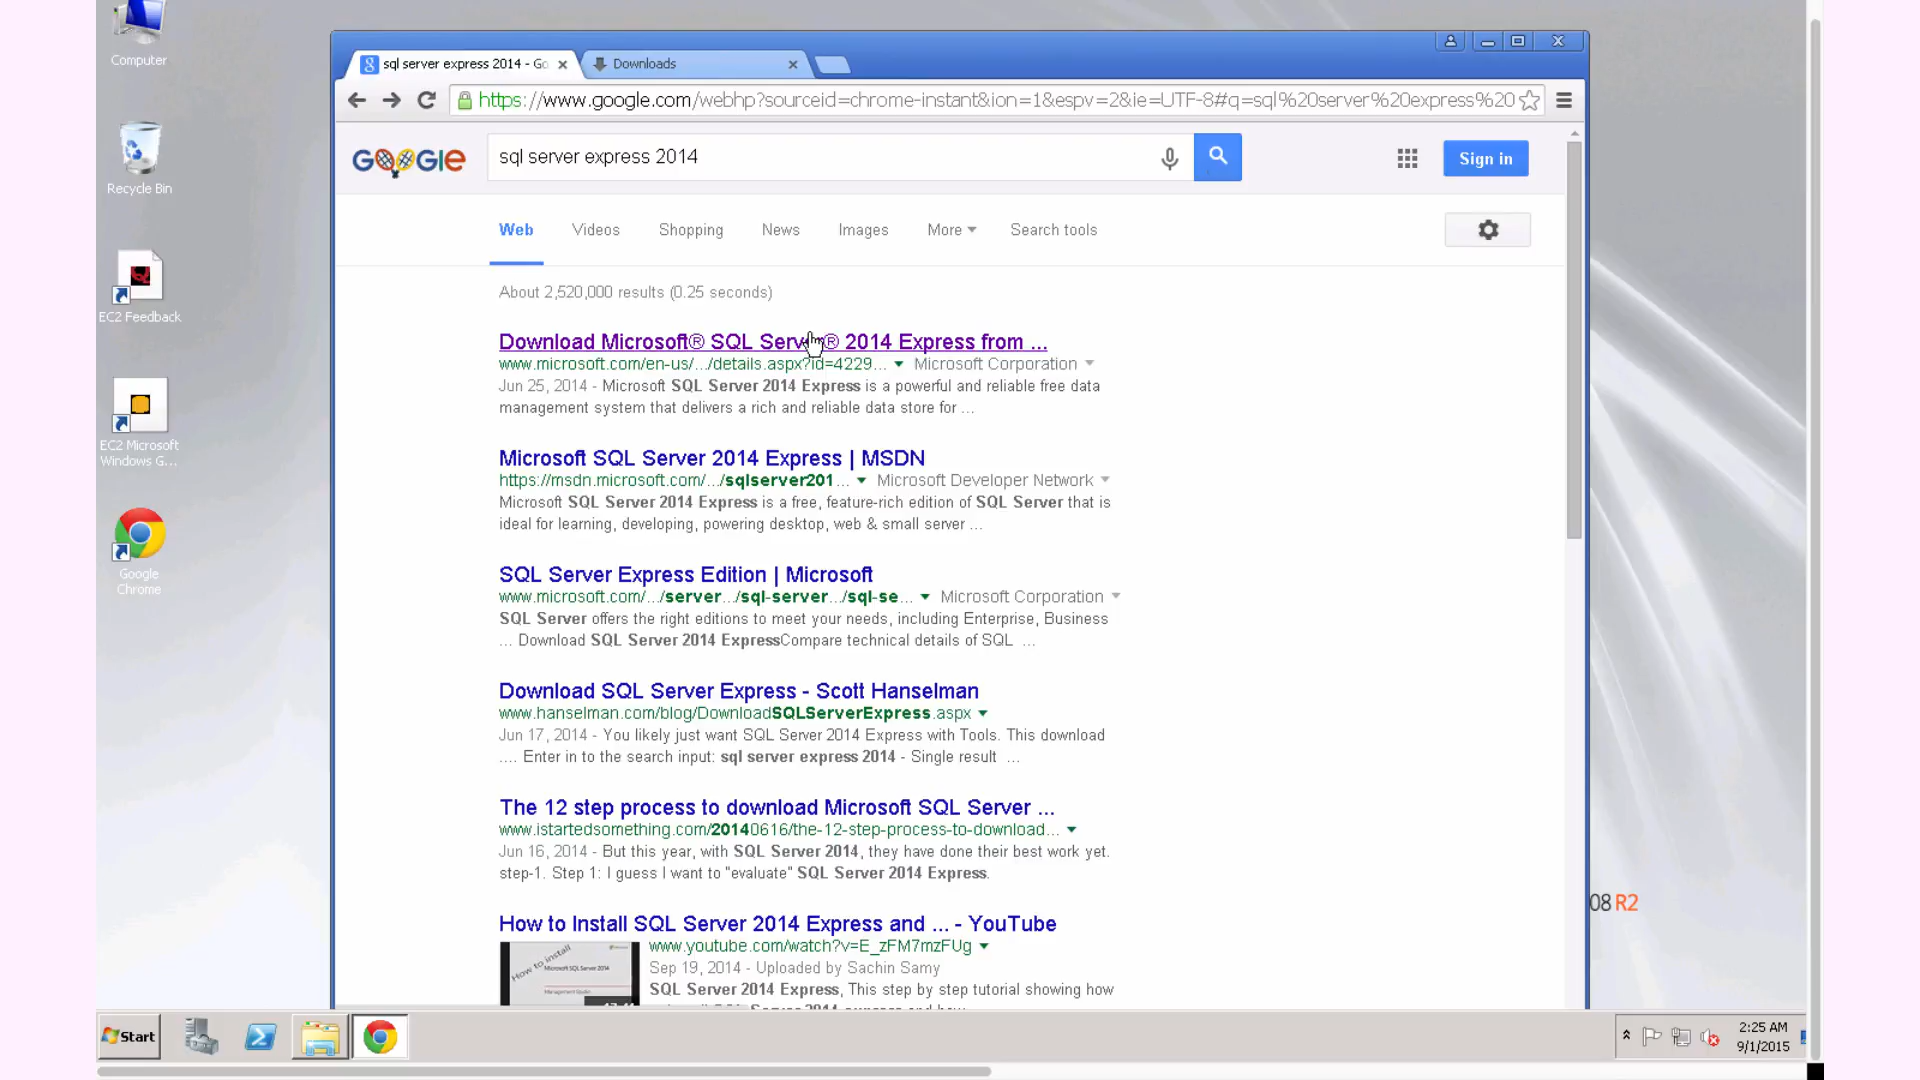 Computer
Recycle Bin
EC2 Feedback
EC2 Microsoft
Windows G...
Google
Chrome
sql server express 2014 - Go
Downloads
https://www.google.com/webhp?sourceid=chrome-instant&ion=1&espv=2&ie=UTF-8#q=sql%20server%20express%20
GOOGLE
sql server express 2014
Sign in
Web Videos Shopping News Images More Search tools
About 2,520,000 results (0.25 seconds)
Download Microsoft® SQL Server® 2014 Express from ...
www.microsoft.com/en-us/.../details.aspx?id=4229... Microsoft Corporation
Jun 25, 2014 - Microsoft SQL Server 2014 Express is a powerful and reliable free data
management system that delivers a rich and reliable data store for ...
Microsoft SQL Server 2014 Express | MSDN
https://msdn.microsoft.com/.../sqlserver201... Microsoft Developer Network
Microsoft SQL Server 2014 Express is a free, feature-rich edition of SQL Server that is
ideal for learning, developing, powering desktop, web & small server ...
SQL Server Express Edition | Microsoft
www.microsoft.com/.../server.../sql-server.../sql-se... Microsoft Corporation
SQL Server offers the right editions to meet your needs, including Enterprise, Business
... Download SQL Server 2014 ExpressCompare technical details of SQL ...
Download SQL Server Express - Scott Hanselman
www.hanselman.com/blog/DownloadSQLServerExpress.aspx
Jun 17, 2014 - You likely just want SQL Server 2014 Express with Tools. This download
.... Enter in to the search input: sql server express 2014 - Single result ...
The 12 step process to download Microsoft SQL Server ...
www.istartedsomething.com/20140616/the-12-step-process-to-download...
Jun 16, 2014 - But this year, with SQL Server 2014, they have done their best work yet.
step-1. Step 1: I guess I want to "evaluate" SQL Server 2014 Express.
How to Install SQL Server 2014 Express and ... - YouTube
www.youtube.com/watch?v=E_zFM7mzFUg
Sep 19, 2014 - Uploaded by Sachin Samy
SQL Server 2014 Express, This step by step tutorial showing how
How to install
Microsoft SQL Server 2014
Management Studio
08 R2
Start
2:25 AM
9/1/2015